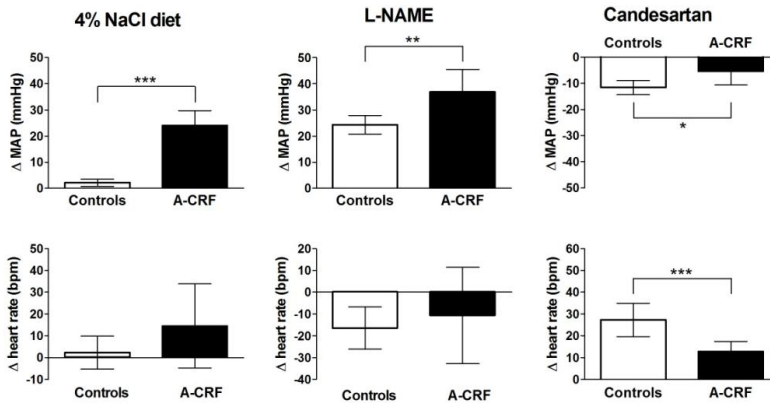 4% NaCl diet
L-NAME
Candesartan
Δ MAP (mmHg)
50
40
30
20
10
0
***
Controls A-CRF
Δ MAP (mmHg)
50
40
30
20
10
0
**
Controls A-CRF
Controls A-CRF
Δ MAP (mmHg)
0
-10
-20
-30
-40
-50
*
Δ heart rate (bpm)
50
40
30
20
10
0
-10
Controls A-CRF
Δ heart rate (bpm)
20
10
0
-10
-20
-30
-40
Controls A-CRF
Δ heart rate (bpm)
60
50
40
30
20
10
0
***
Controls A-CRF